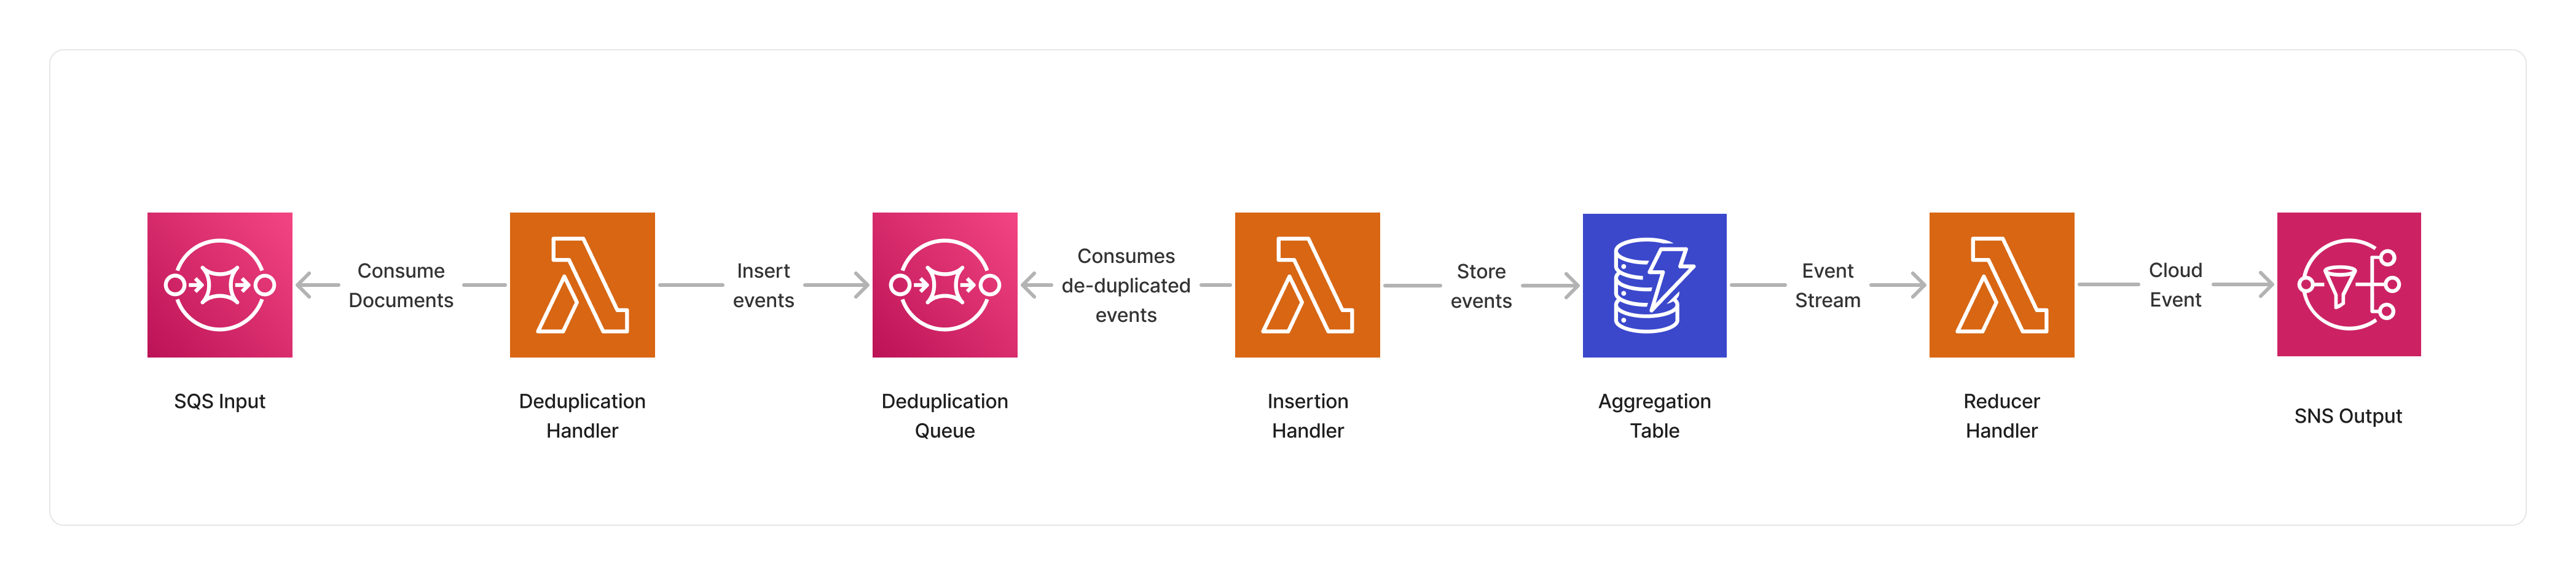 Consume
Documents
Insert
events
Consumes
de-duplicated
events
Store
events
Event
Stream
Cloud
Event
SQS Input
Deduplication
Handler
Deduplication
Queue
Insertion
Handler
Aggregation
Table
Reducer
Handler
SNS Output